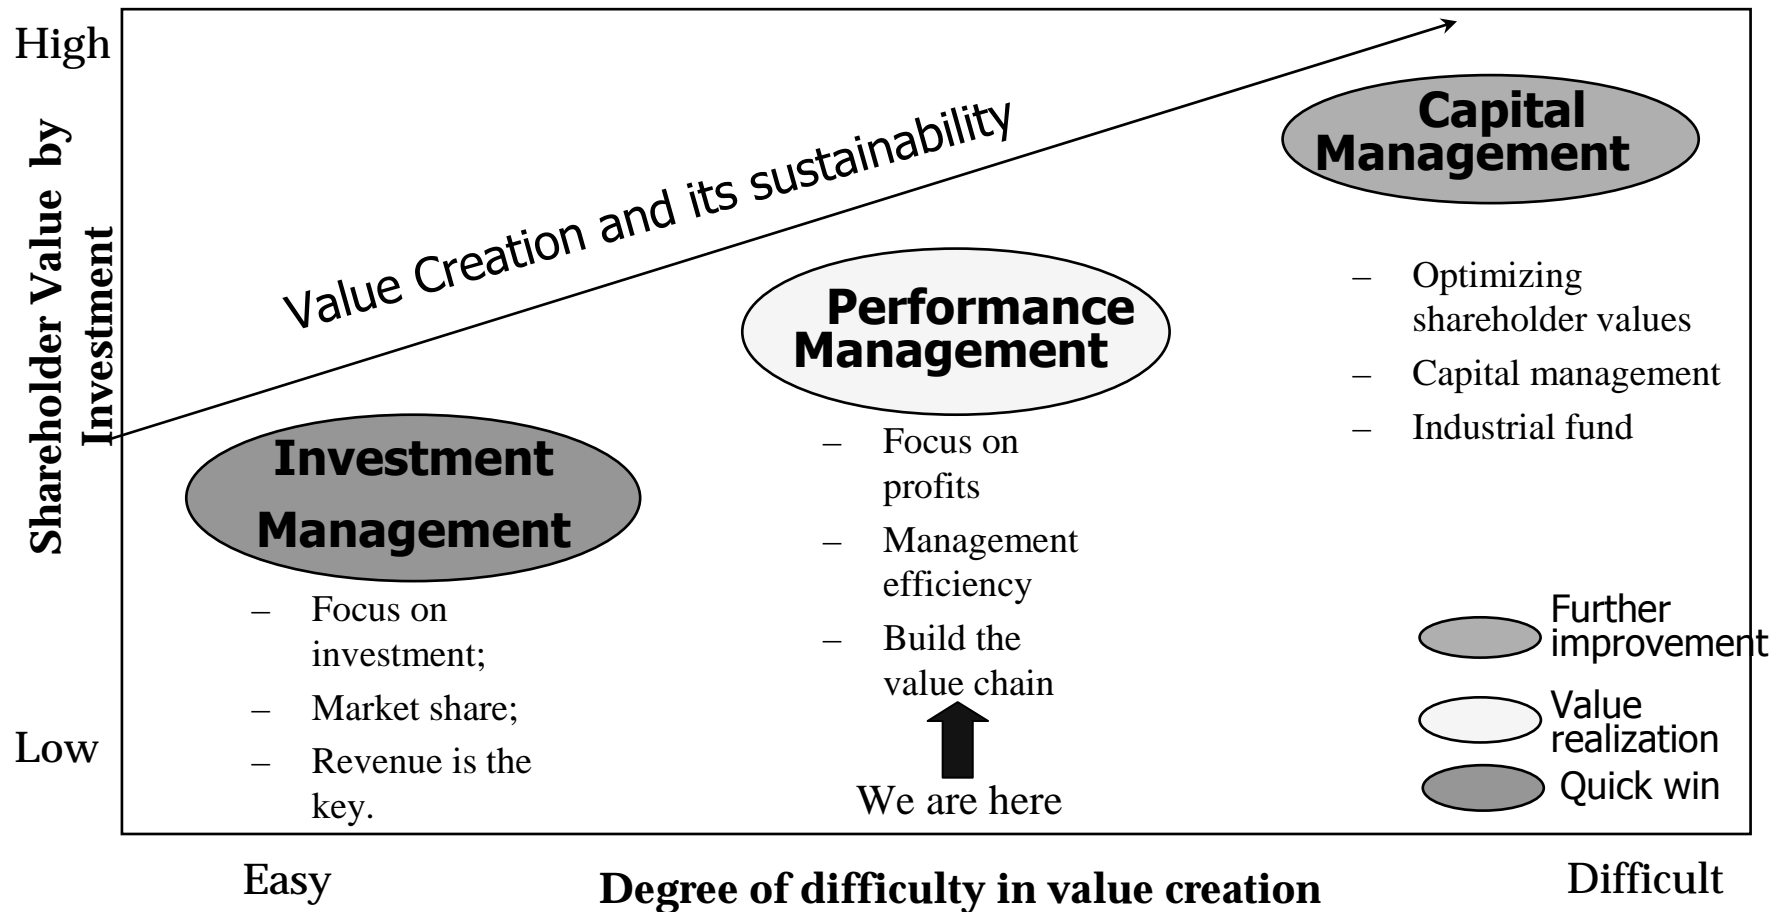 High
Shareholder Value by
Investment
Low
Value Creation and its sustainability
Investment
Management
– Focus on
investment;
– Market share;
– Revenue is the
key.
Performance
Management
– Focus on
profits
– Management
efficiency
– Build the
value chain
We are here
Capital
Management
– Optimizing
shareholder values
– Capital management
– Industrial fund
Further
improvement
Value
realization
Quick win
Easy
Degree of difficulty in value creation
Difficult